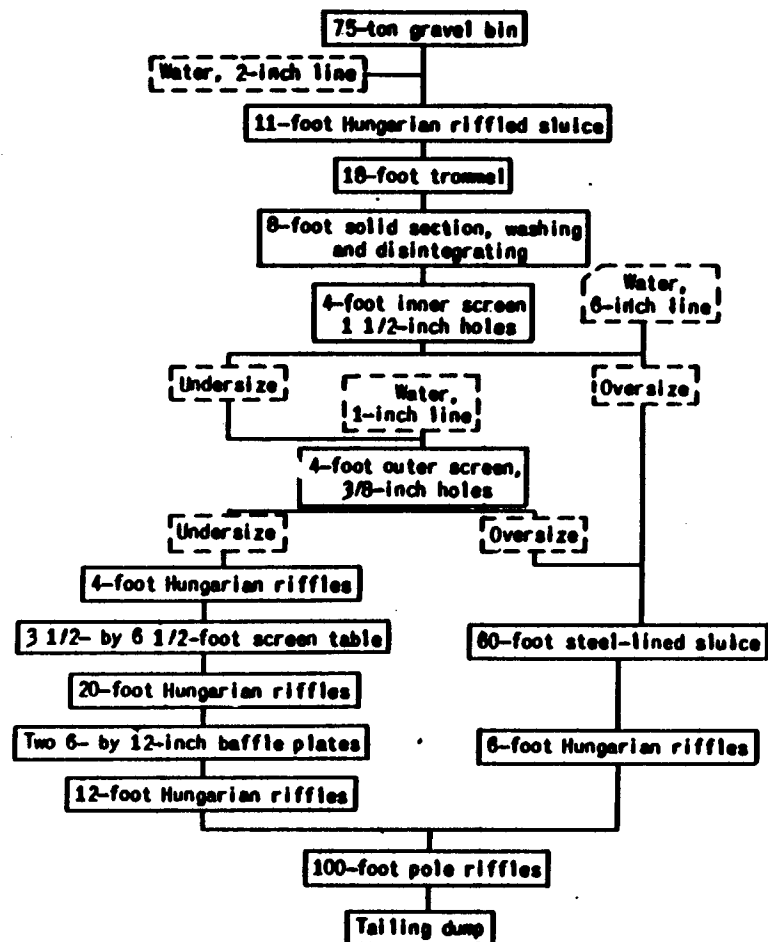 75-ton gravel bin
Water, 2-inch line
11-foot Hungarian riffled sluice
18-foot trommel
8-foot solid section, washing
and disintegrating
4-foot inner screen
1 1/2-inch holes
Water,
6-inch line
Undersize
Water,
1-inch line
Oversize
4-foot outer screen,
3/8-inch holes
Undersize
Oversize
4-foot Hungarian riffles
3 1/2- by 6 1/2-foot screen table
60-foot steel-lined sluice
20-foot Hungarian riffles
Two 6- by 12-inch baffle plates
6-foot Hungarian riffles
12-foot Hungarian riffles
100-foot pole riffles
Tailing dump